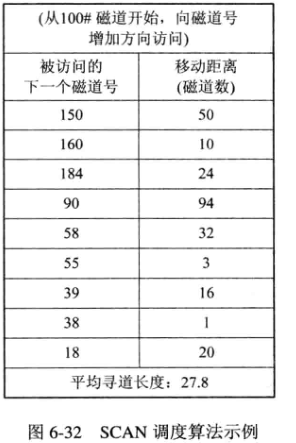 (从100# 磁道开始，向磁道号
增加方向访问)
被访问的 移动距离
下一个磁道号 (磁道数)
150 50
160 10
184 24
90 94
58 32
55 3
39 16
38 1
18 20
平均寻道长度：27.8
图 6-32 SCAN 调度算法示例